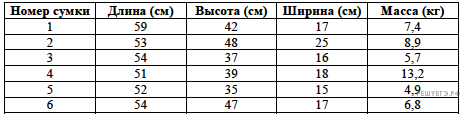 Номер сумки Длина (см) Высота (см) Ширина (см) Масса (кг)
1 59 42 17 7,4
2 53 48 25 8,9
3 54 37 16 5,7
4 51 39 18 13,2
5 52 35 15 4,9
6 54 47 17 6,8
РЕШУЕГЭ.РФ